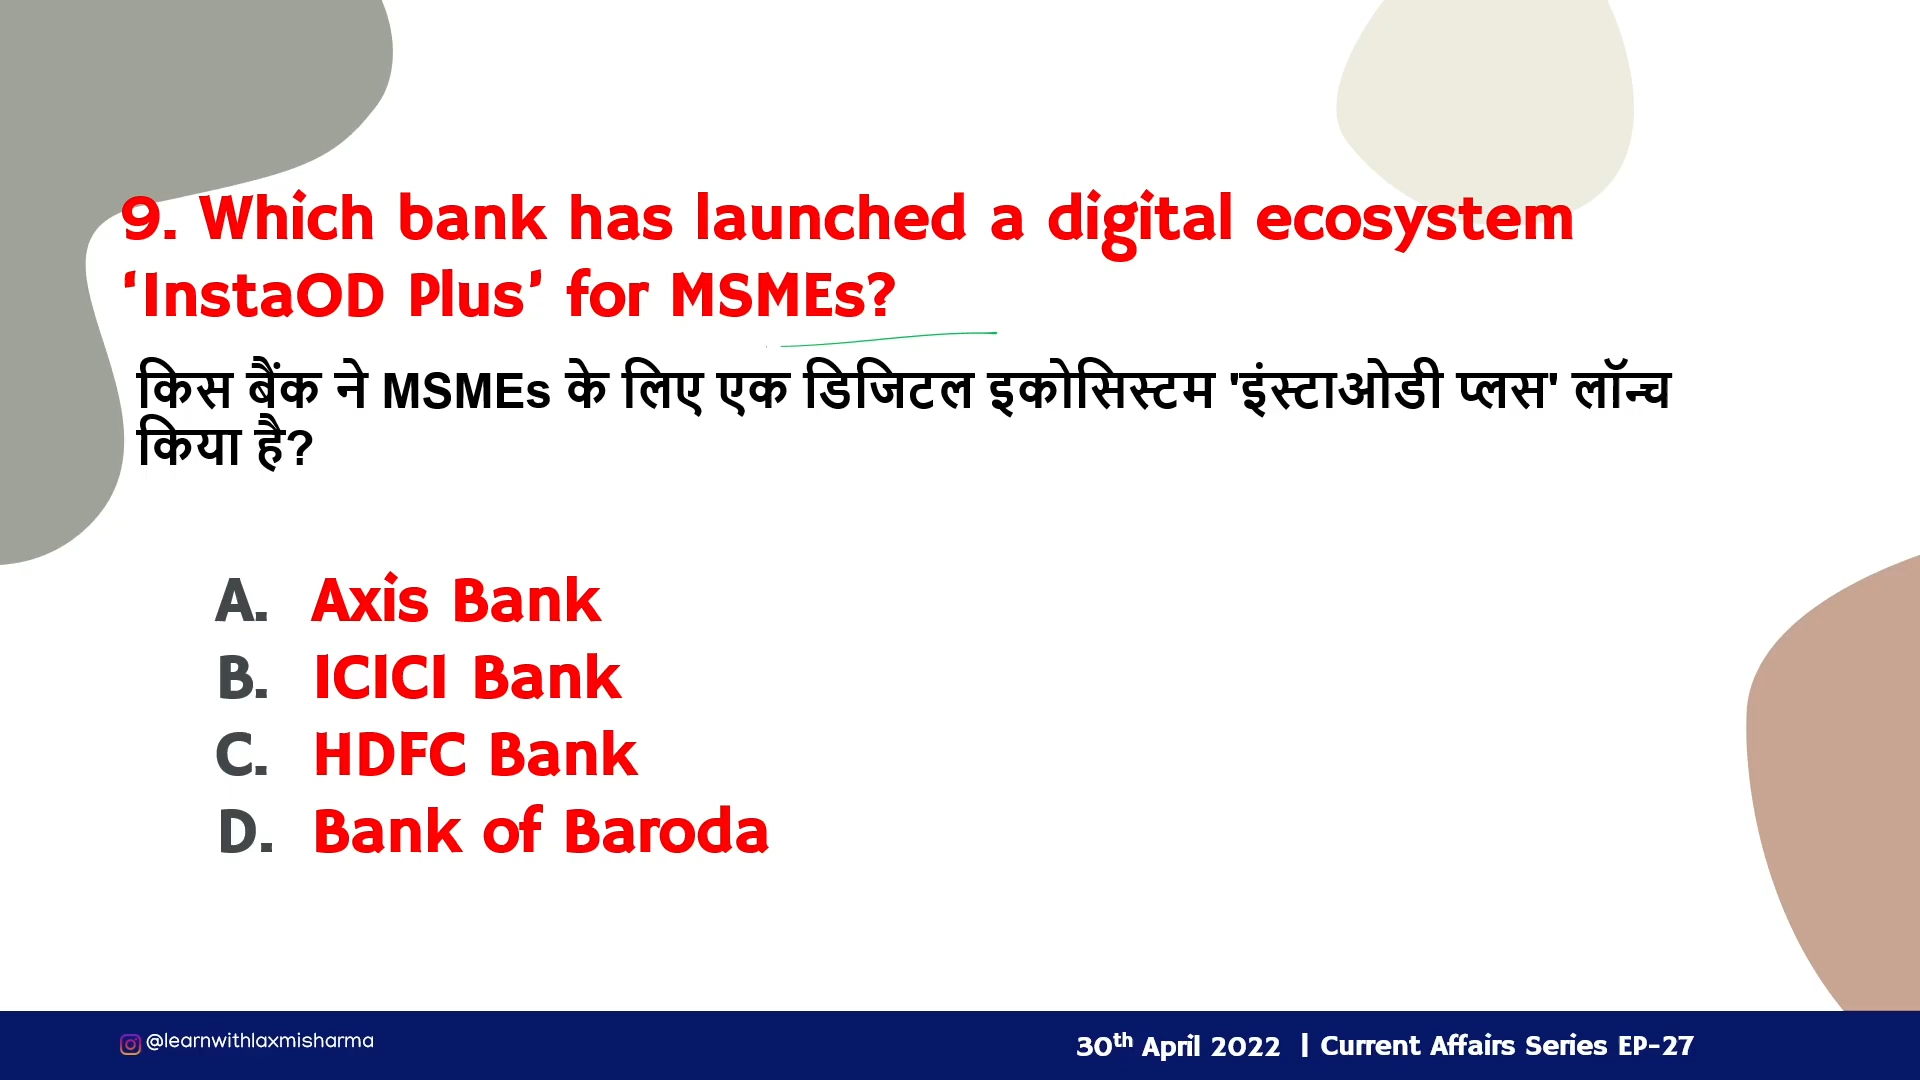 9. Which bank has launched a digital ecosystem
‘InstaOD Plus’ for MSMEs?
किस बैंक ने MSMEs के लिए एक डिजिटल इकोसिस्टम 'इंस्टाओडी प्लस' लॉन्च
किया है?
A. Axis Bank
B. ICICI Bank
C. HDFC Bank
D. Bank of Baroda
@learnwithlaxmisharma
30th April 2022 | Current Affairs Series EP-27